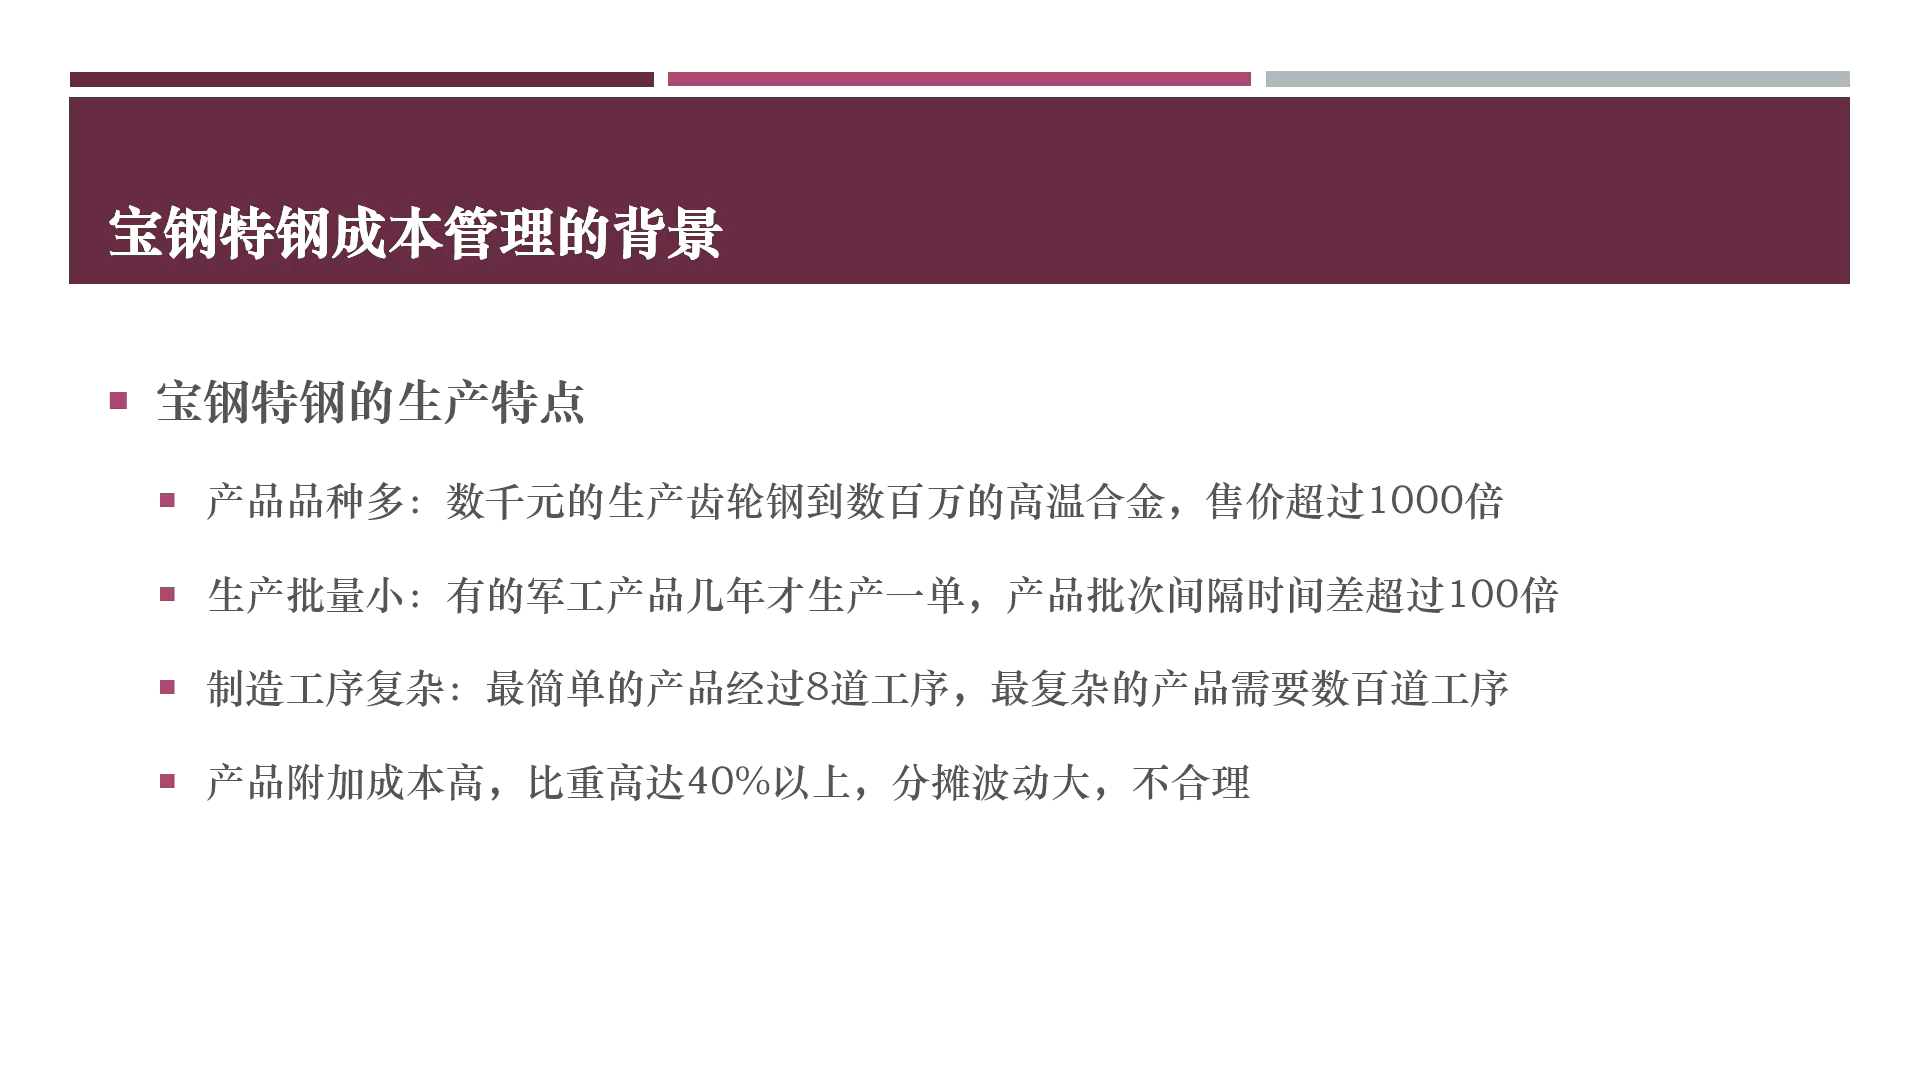 宝钢特钢成本管理的背景
宝钢特钢的生产特点
产品品种多：数千元的生产齿轮钢到数百万的高温合金，售价超过1000倍
生产批量小：有的军工产品几年才生产一单，产品批次间隔时间差超过100倍
制造工序复杂：最简单的产品经过8道工序，最复杂的产品需要数百道工序
产品附加成本高，比重高达40%以上，分摊波动大，不合理